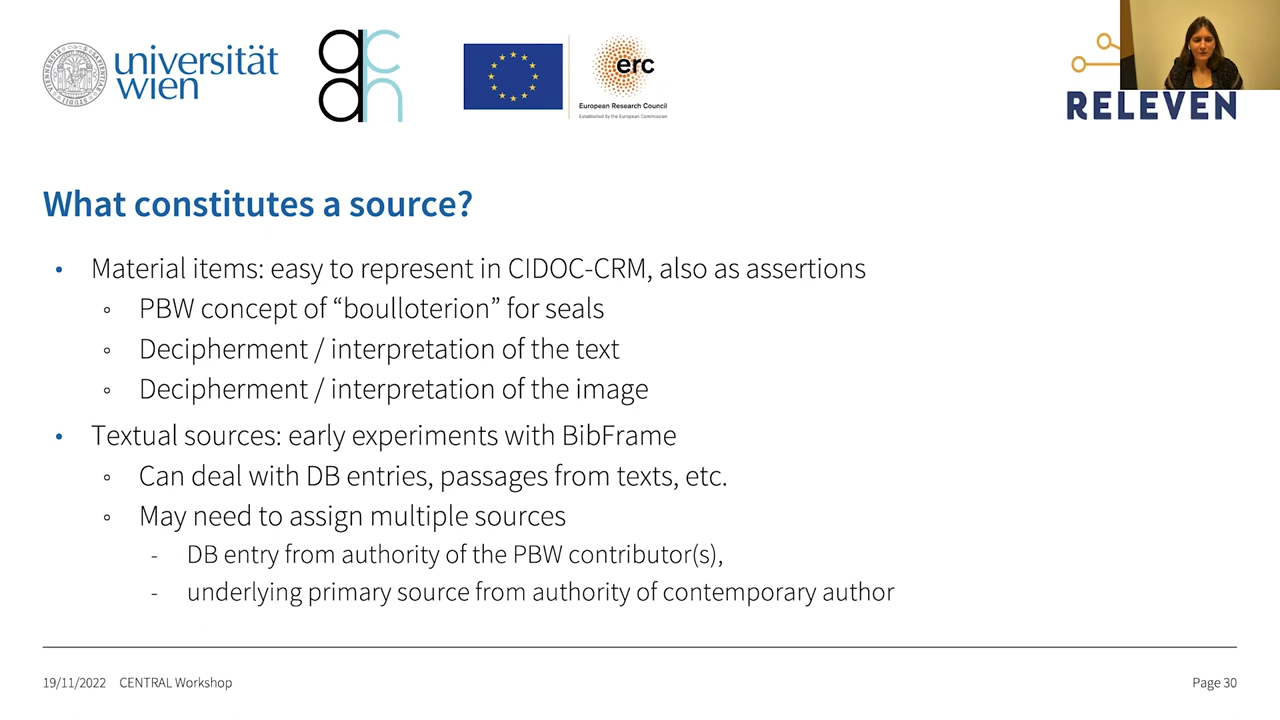 universität
wien
acdh
erc
European Research Council
Established by the European Commission
RELEVEN
What constitutes a source?
• Material items: easy to represent in CIDOC-CRM, also as assertions
◦ PBW concept of “boulloterion” for seals
◦ Decipherment / interpretation of the text
◦ Decipherment / interpretation of the image
• Textual sources: early experiments with BibFrame
◦ Can deal with DB entries, passages from texts, etc.
◦ May need to assign multiple sources
- DB entry from authority of the PBW contributor(s),
- underlying primary source from authority of contemporary author
19/11/2022 CENTRAL Workshop
Page 30